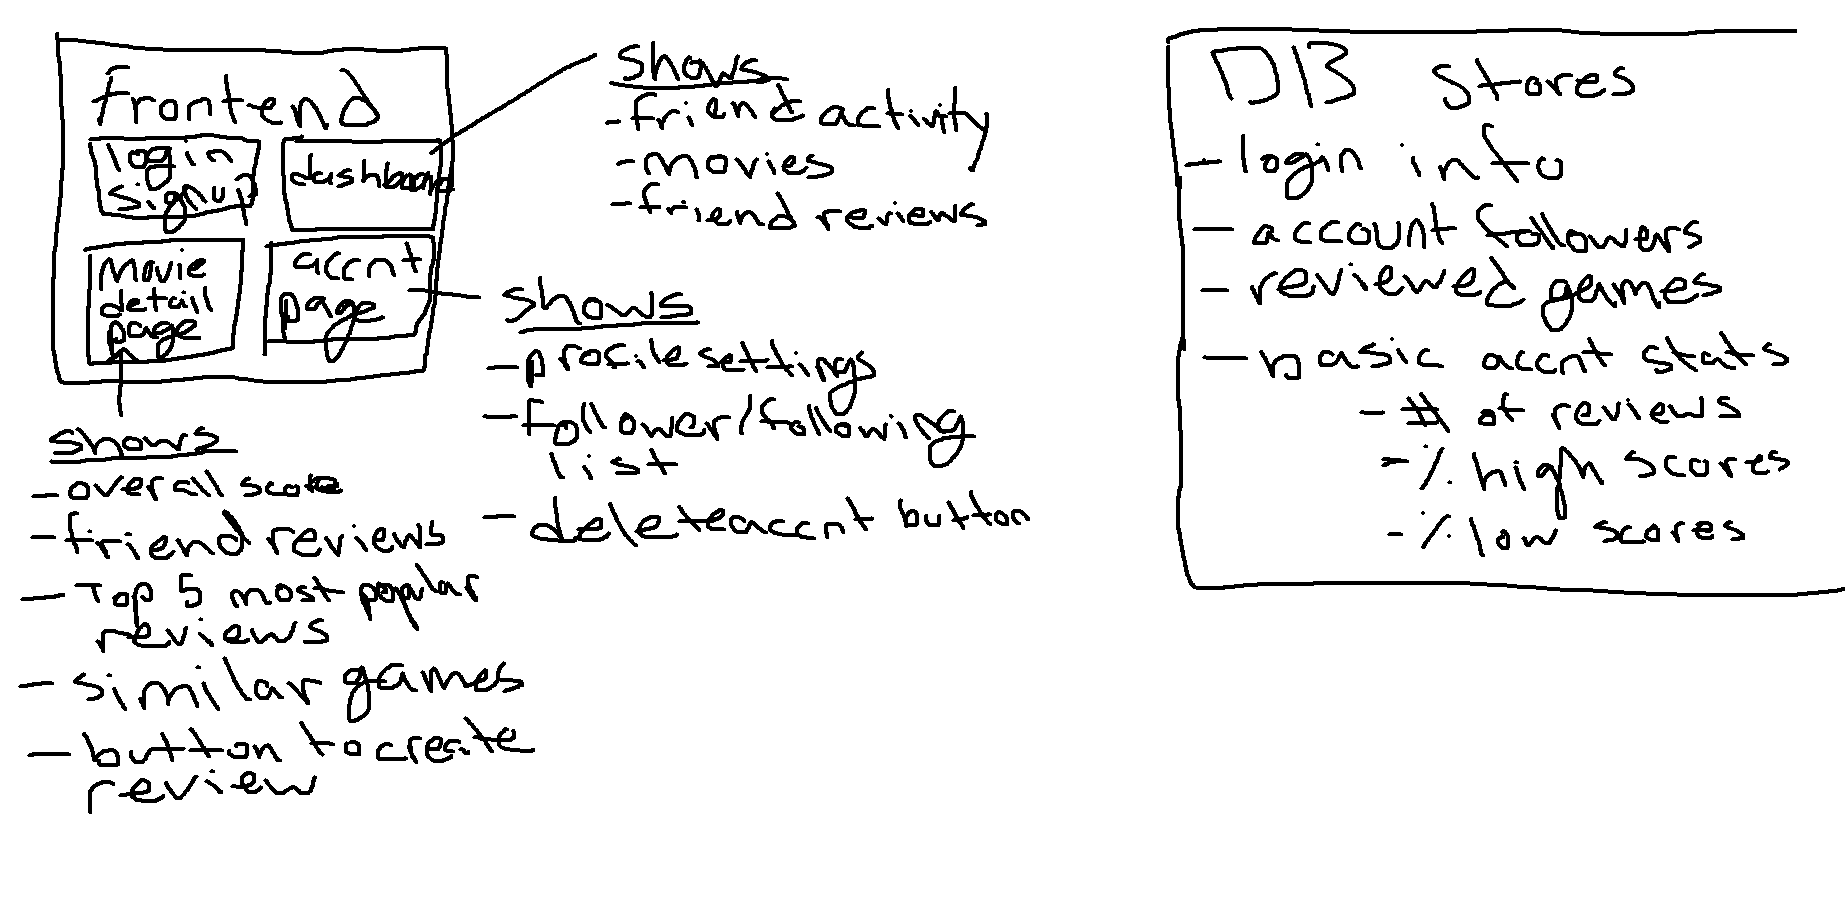 frontend
login
signup
dashboard
movie
detail
page
accnt
page
shows
- friend activity
- movies
- friend reviews
shows
- profile settings
- follower/following
list
- delete accnt button
shows
- overall score
- friend reviews
- Top 5 most popular
reviews
- similar games
- button to create
review
DB stores
- login info
- account followers
- reviewed games
- basic accnt stats
- # of reviews
- % high scores
- % low scores